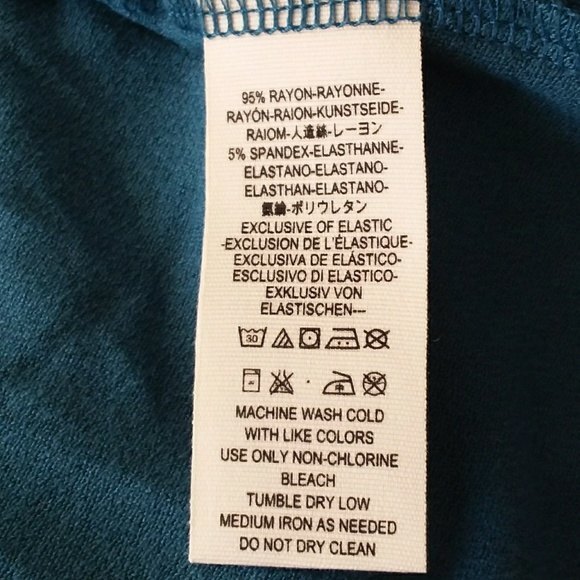 95% RAYON-RAYONNE-
RAYÓN-RAION-KUNSTSEIDE-
RAIOM-人造絲-レーヨン
5% SPANDEX-ELASTHANNE-
ELASTANO-ELASTANO-
ELASTHAN-ELASTANO-
氨綸-ポリウレタン
EXCLUSIVE OF ELASTIC
-EXCLUSION DE L'ÉLASTIQUE-
EXCLUSIVA DE ELÁSTICO-
ESCLUSIVO DI ELASTICO-
EXKLUSIV VON
ELASTISCHEN---
30
MACHINE WASH COLD
WITH LIKE COLORS
USE ONLY NON-CHLORINE
BLEACH
TUMBLE DRY LOW
MEDIUM IRON AS NEEDED
DO NOT DRY CLEAN